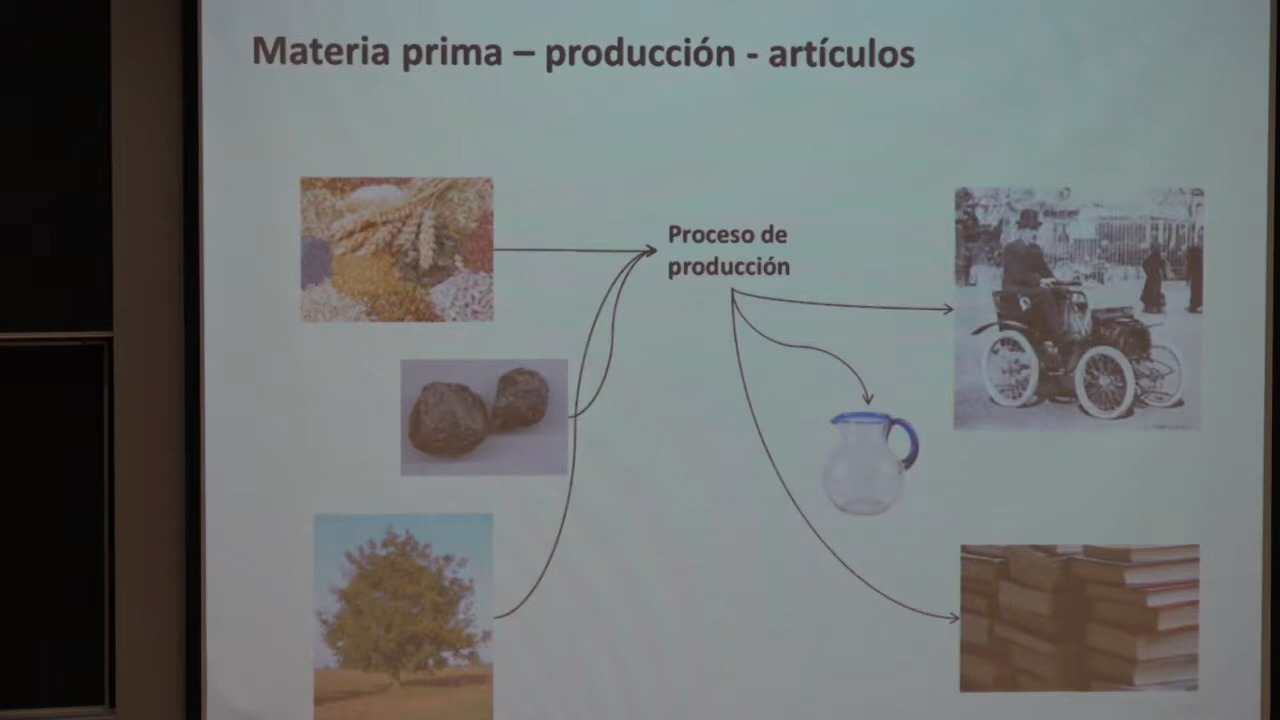 Materia prima – producción - artículos
Proceso de
producción